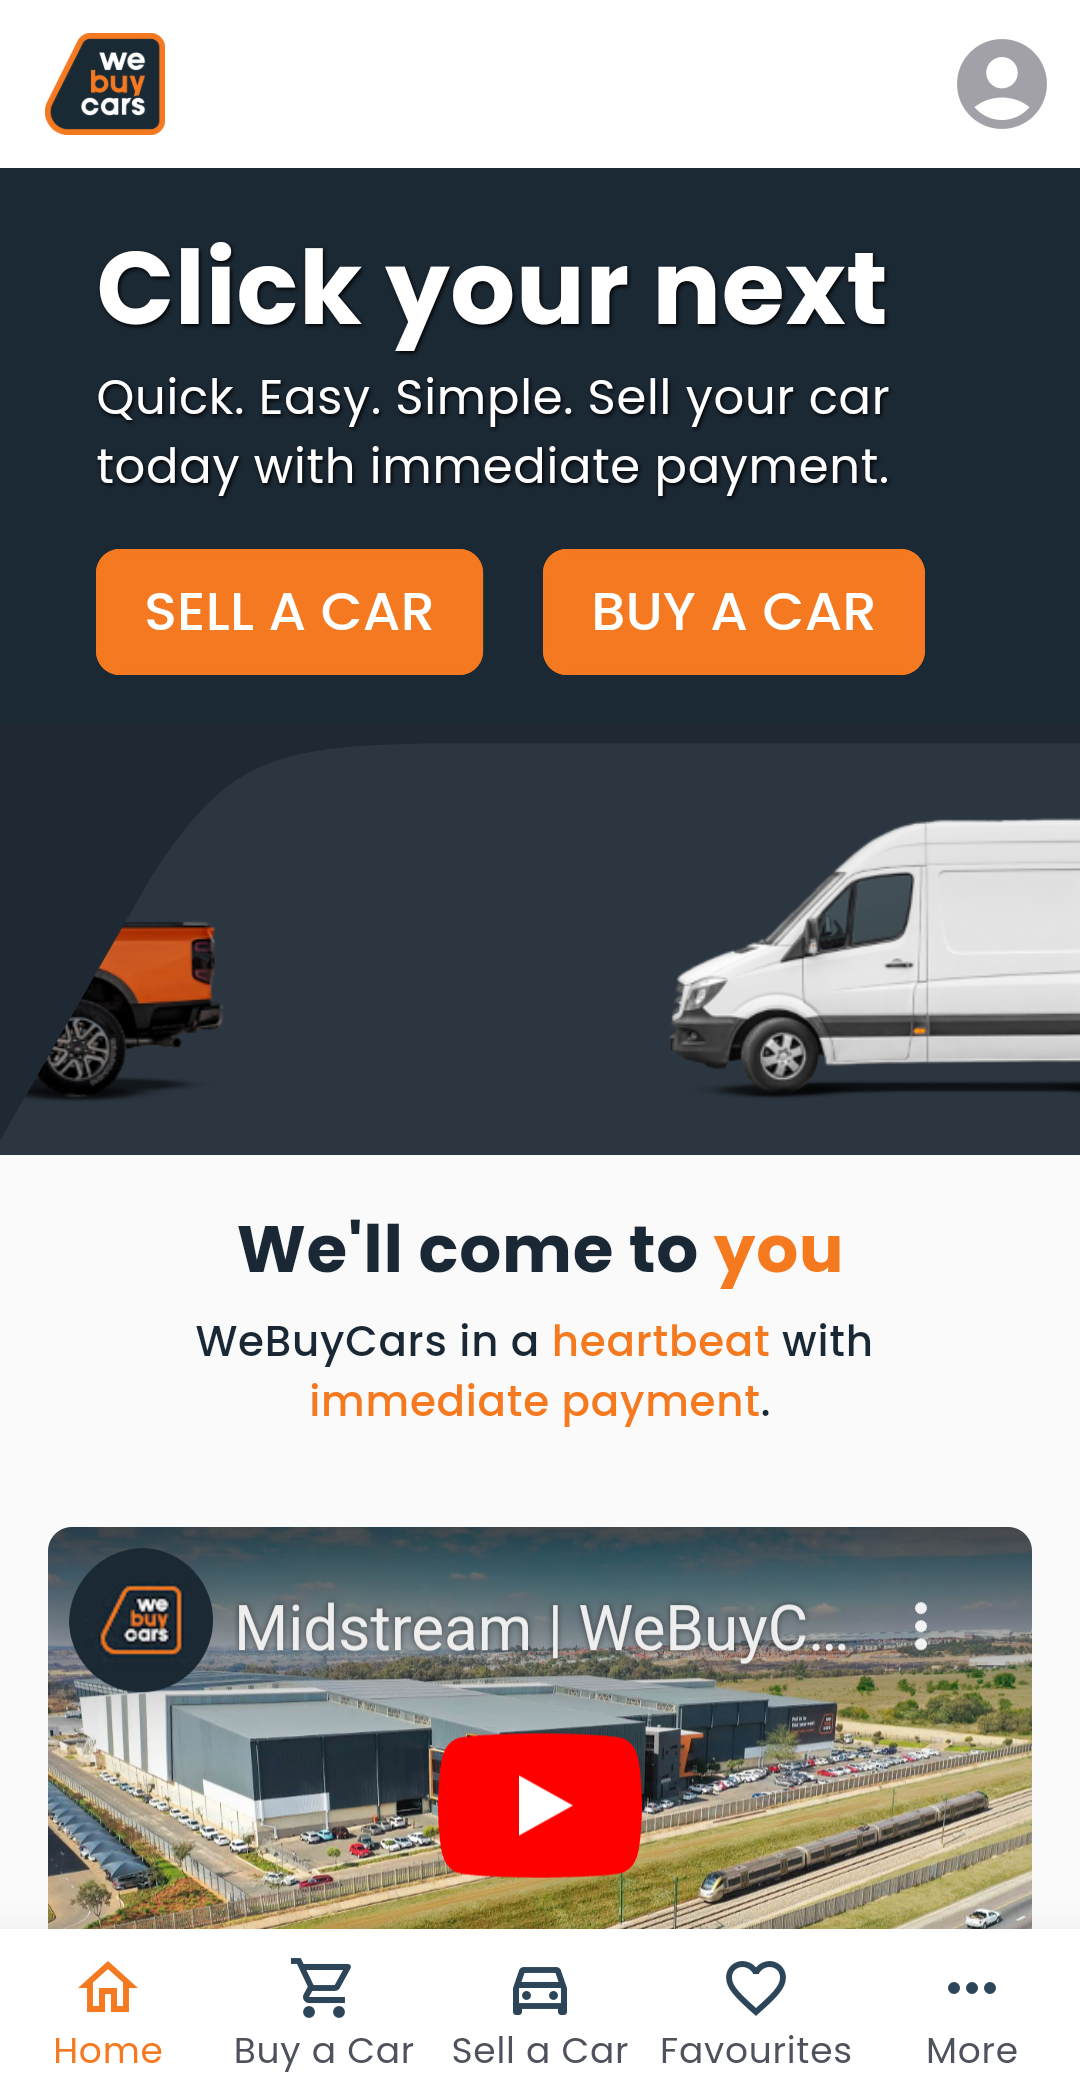 we
buy
cars
Click your next
Quick. Easy. Simple. Sell your car
today with immediate payment.
SELL A CAR
BUY A CAR
We'll come to you
WeBuyCars in a heartbeat with
immediate payment.
we
buy
cars
Midstream | WeBuyC...
Home
Buy a Car
Sell a Car
Favourites
More